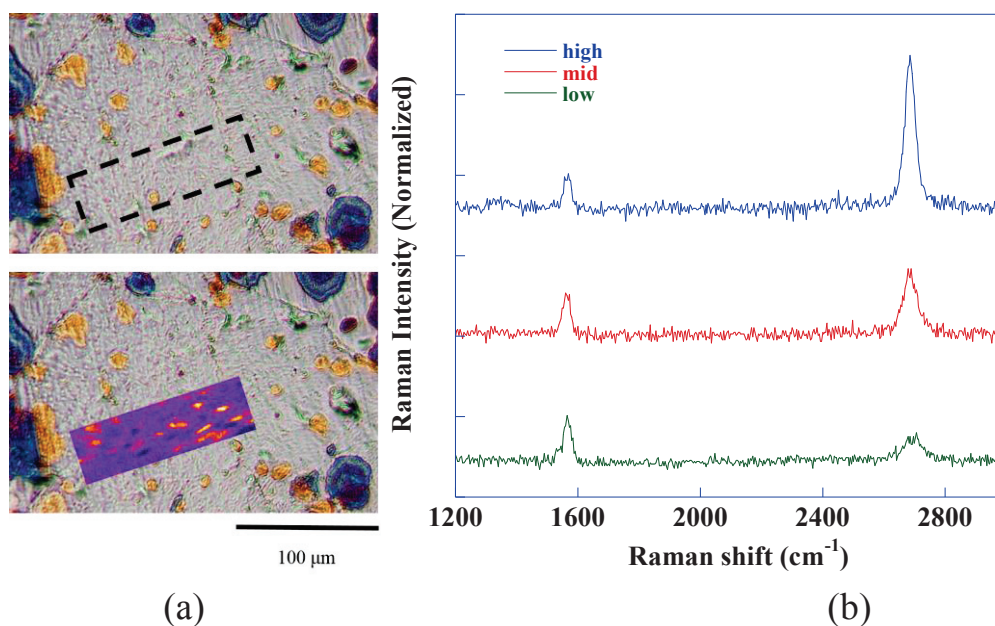 100 μm
(a)
Raman Intensity (Normalized)
high
mid
low
1200 1600 2000 2400 2800
Raman shift (cm-1)
(b)